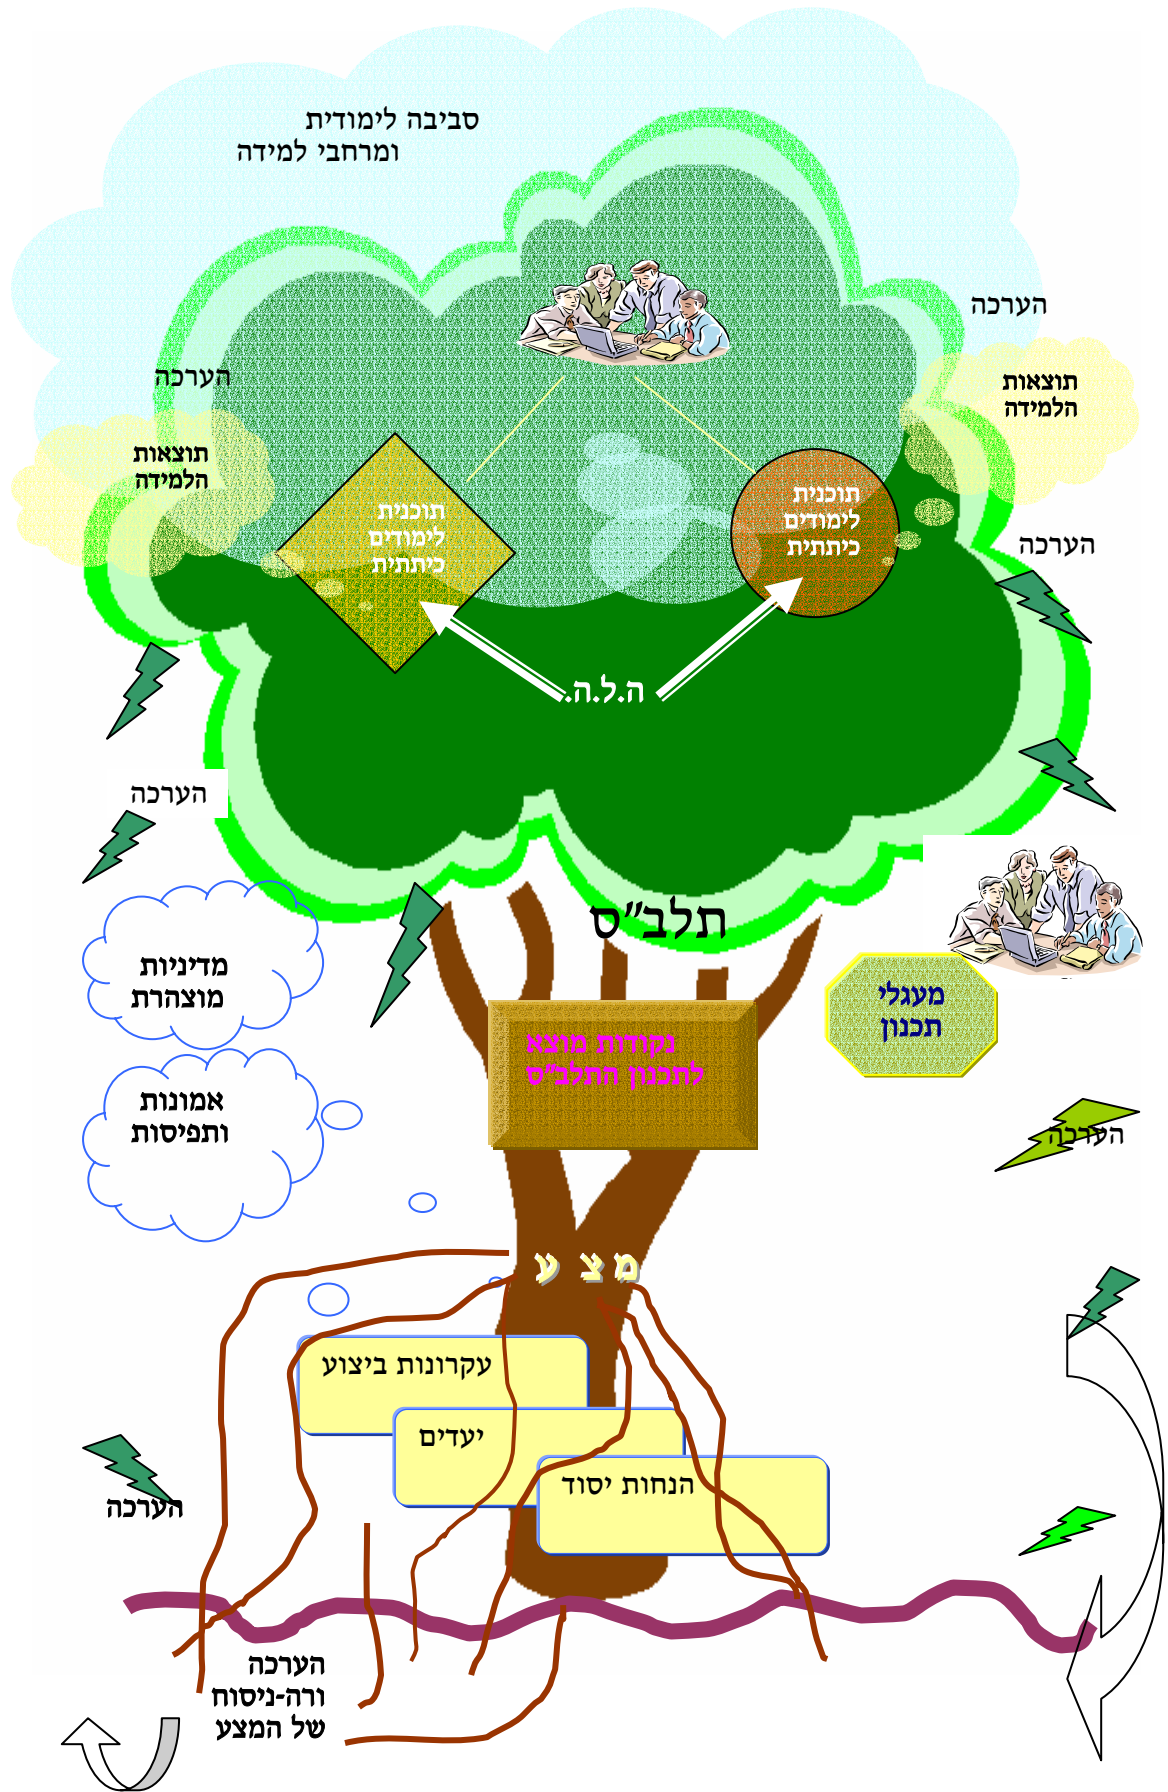 סביבה לימודית
ומרחבי למידה
הערכה
תוצאות
הלמידה
הערכה
תוצאות
הלמידה
תוכנית
לימודים
כיתתית
תוכנית
לימודים
כיתתית
הערכה
ה.ל.ה.
הערכה
תלב"ס
מדיניות
מוצהרת
מעגלי
תכנון
נקודות מוצא
לתכנון התלב"ס
אמונות
ותפיסות
הערכה
מ צ ע
עקרונות ביצוע
יעדים
הנחות יסוד
הערכה
הערכה
ורה-ניסוח
של המצע